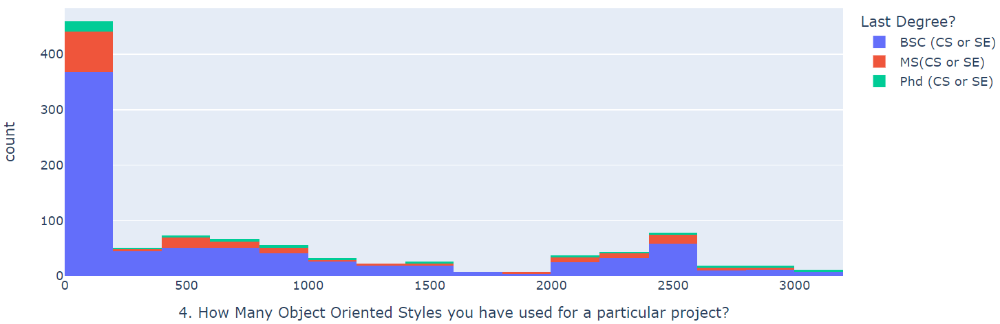 Last Degree?
BSC (CS or SE)
MS(CS or SE)
Phd (CS or SE)
400
300
200
100
0
count
0 500 1000 1500 2000 2500 3000
4. How Many Object Oriented Styles you have used for a particular project?